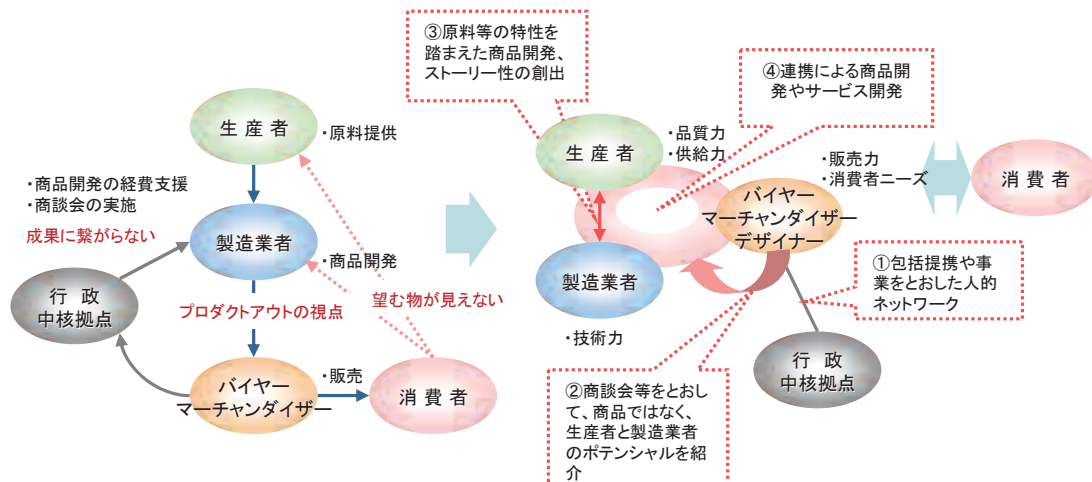 生 産 者
・原料提供
・商品開発の経費支援
・商談会の実施
成果に繋がらない
製造業者
・商品開発
行 政
中核拠点
プロダクトアウトの視点
望む物が見えない
バイヤー
マーチャンダイザー
・販売
消 費 者
③原料等の特性を
踏まえた商品開発、
ストーリー性の創出
④連携による商品開
発やサービス開発
生 産 者
・品質力
・供給力
バイヤー
マーチャンダイザー
デザイナー
・販売力
・消費者ニーズ
消 費 者
製造業者
・技術力
①包括提携や事
業をとおした人的
ネットワーク
行 政
中核拠点
②商談会等をとおし
て、商品ではなく、
生産者と製造業者
のポテンシャルを紹
介